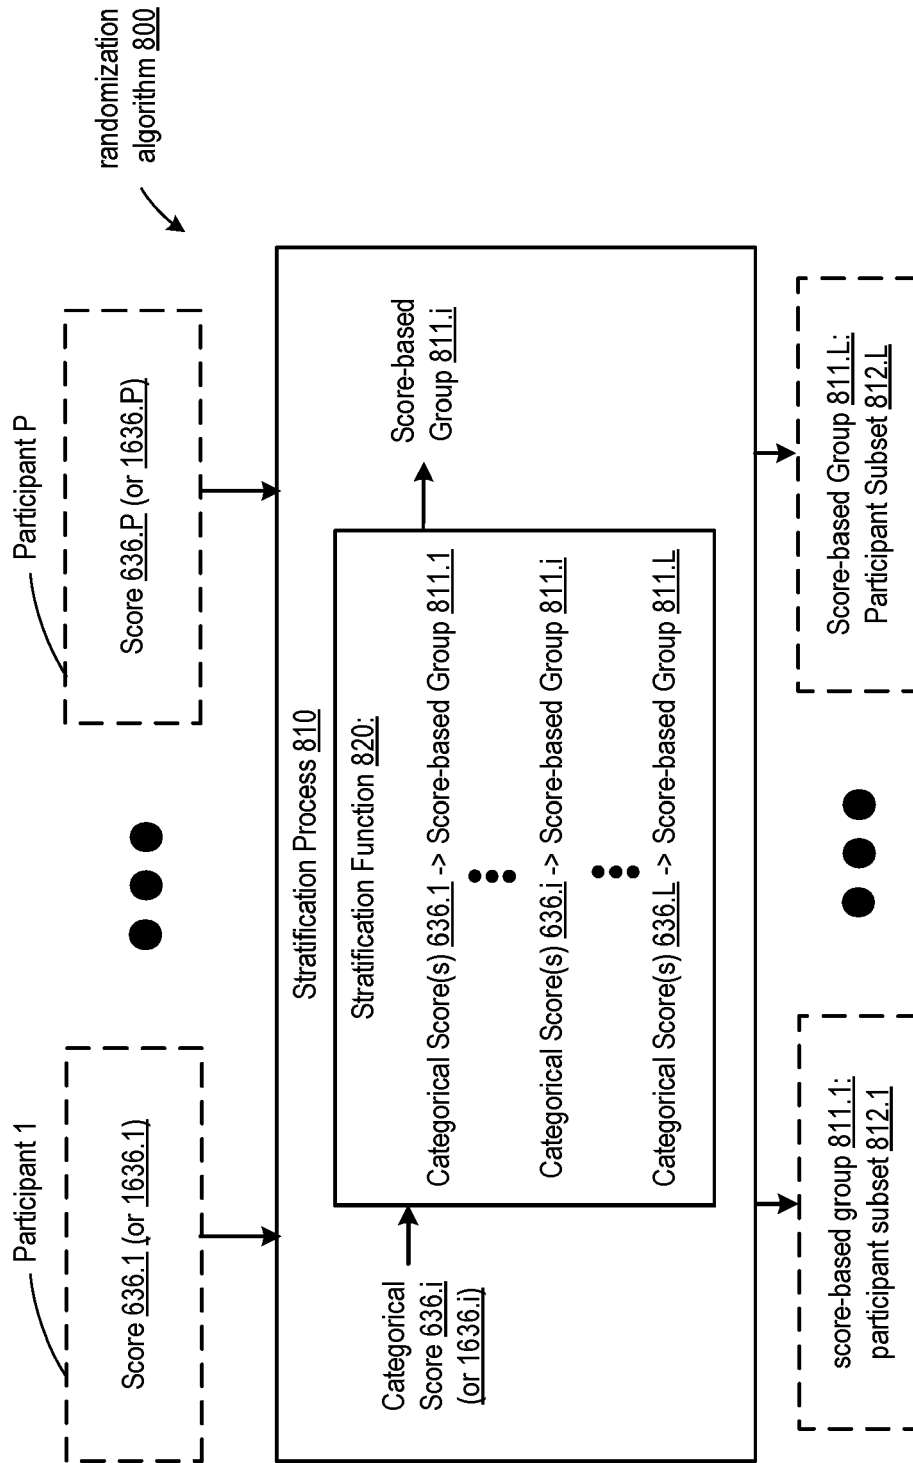 randomization
algorithm 800
Participant 1
Participant P
Score 636.1 (or 1636.1)
Score 636.P (or 1636.P)
Stratification Process 810
Stratification Function 820:
Categorical
Score 636.i
(or 1636.i)
Categorical Score(s) 636.1 -> Score-based Group 811.1
Categorical Score(s) 636.i -> Score-based Group 811.i
Categorical Score(s) 636.L -> Score-based Group 811.L
Score-based
Group 811.i
score-based group 811.1:
participant subset 812.1
Score-based Group 811.L:
Participant Subset 812.L